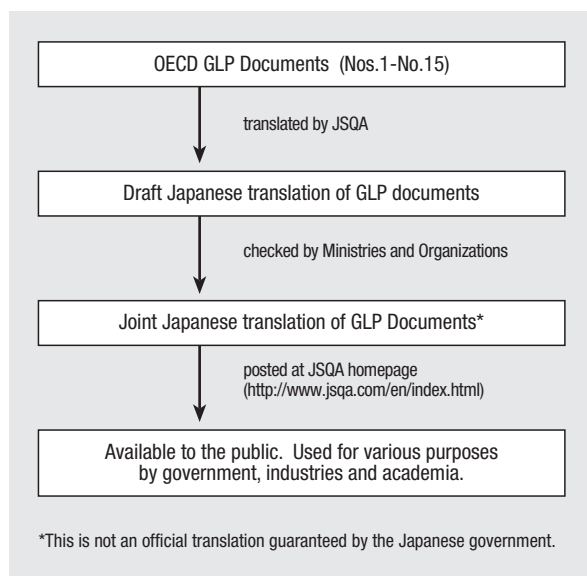 OECD GLP Documents (Nos.1-No.15)
translated by JSQA
Draft Japanese translation of GLP documents
checked by Ministries and Organizations
Joint Japanese translation of GLP Documents*
posted at JSQA homepage
(http://www.jsqa.com/en/index.html)
Available to the public. Used for various purposes
by government, industries and academia.
*This is not an official translation guaranteed by the Japanese government.